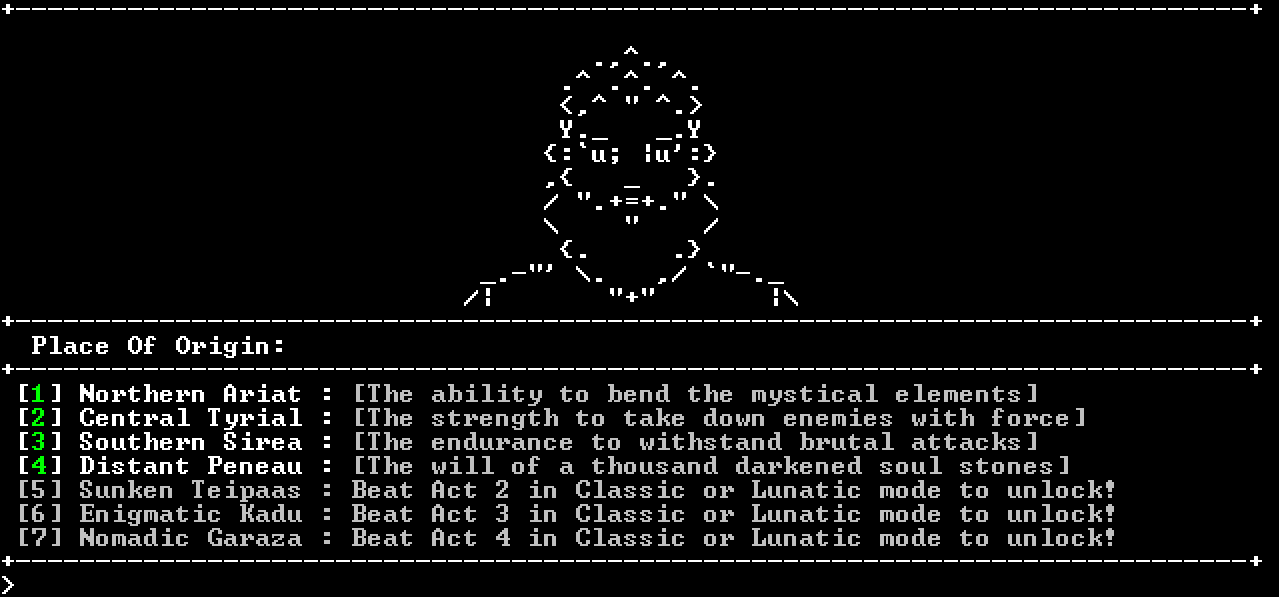 Place Of Origin:
[1] Northern Ariat : [The ability to bend the mystical elements]
[2] Central Tyrial : [The strength to take down enemies with force]
[3] Southern Sirea : [The endurance to withstand brutal attacks]
[4] Distant Peneau : [The will of a thousand darkened soul stones]
[5] Sunken Teipaas : Beat Act 2 in Classic or Lunatic mode to unlock!
[6] Enigmatic Kadu : Beat Act 3 in Classic or Lunatic mode to unlock!
[7] Nomadic Garaza : Beat Act 4 in Classic or Lunatic mode to unlock!
>